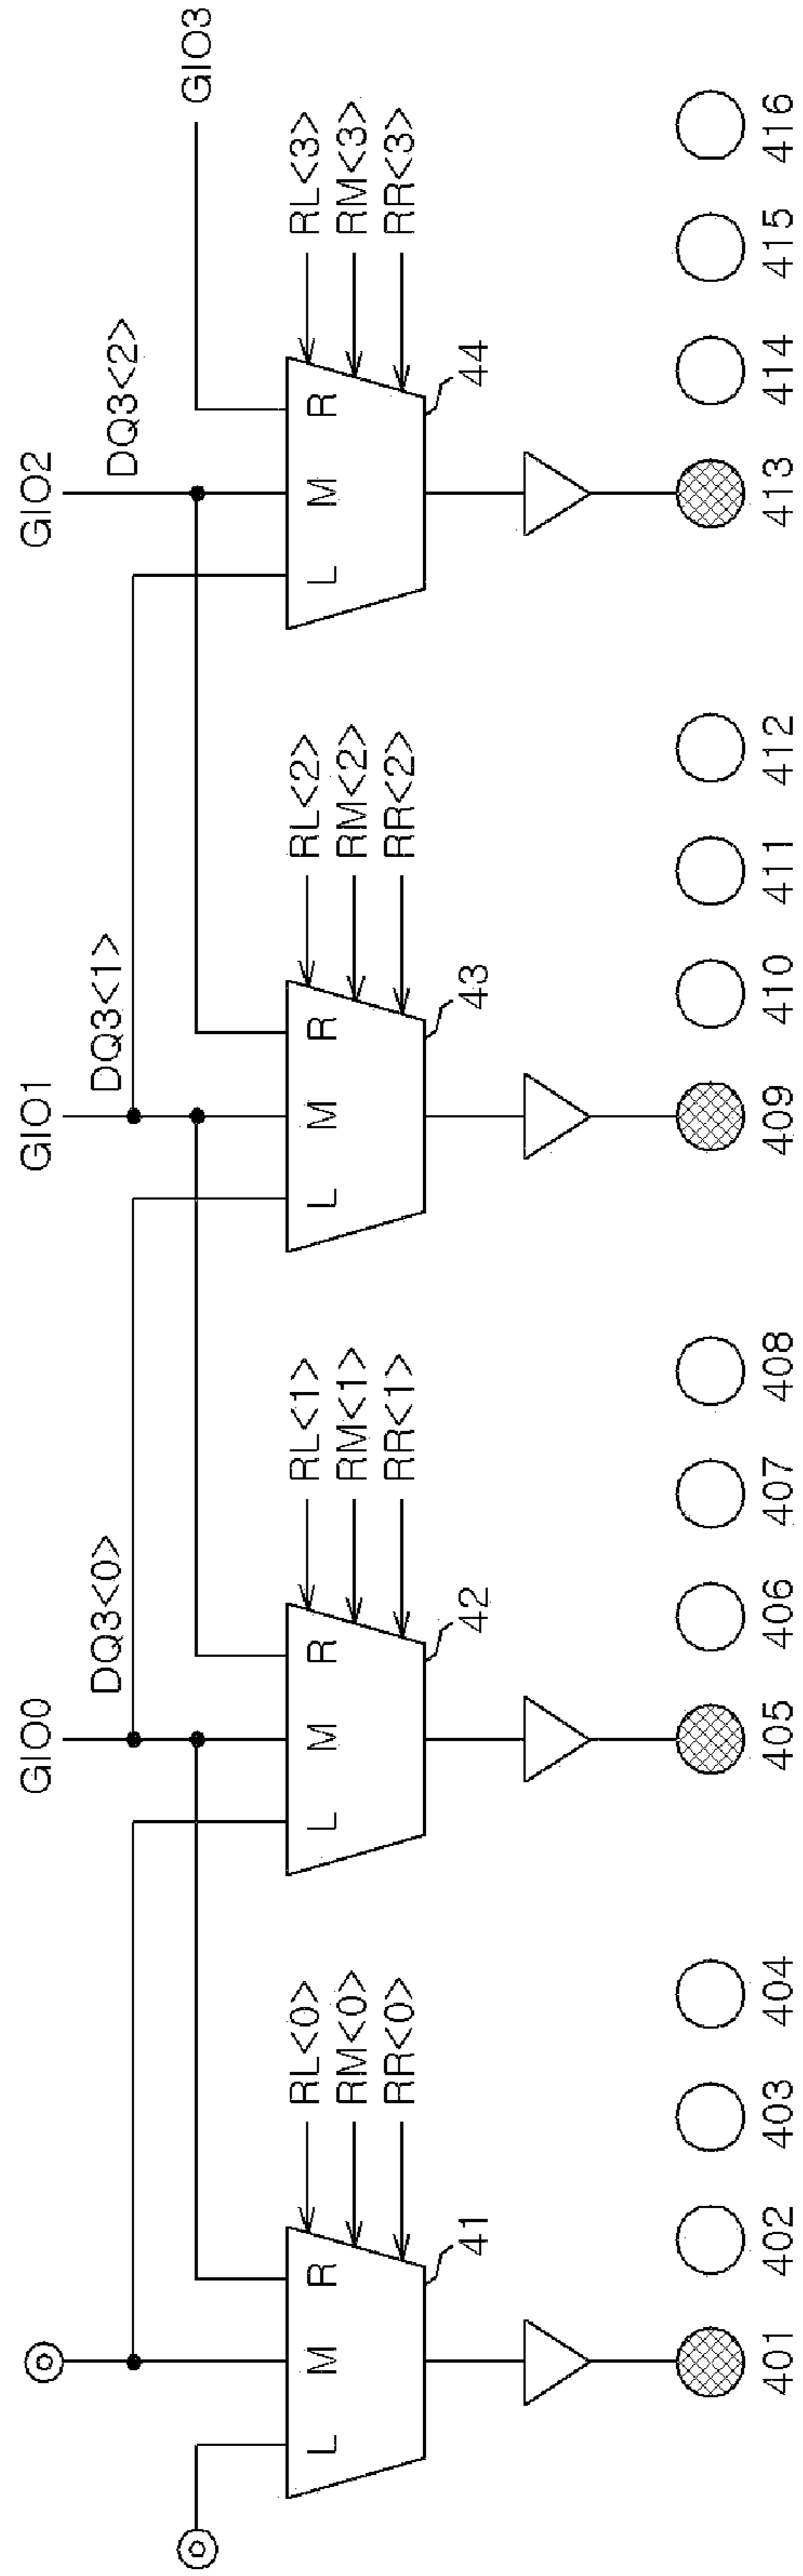 GIO0
GIO1
GIO2
GIO3
DQ3<0>
DQ3<1>
DQ3<2>
L M R
RL<0>
RM<0>
RR<0>
41
L M R
RL<1>
RM<1>
RR<1>
42
L M R
RL<2>
RM<2>
RR<2>
43
L M R
RL<3>
RM<3>
RR<3>
44
401 402 403 404 405 406 407 408 409 410 411 412 413 414 415 416